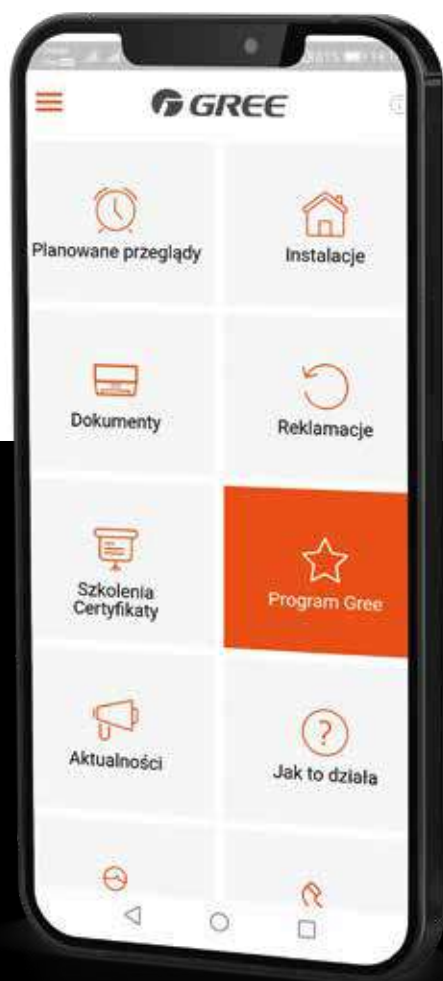 GREE
Planowane przeglądy
Instalacje
Dokumenty
Reklamacje
Szkolenia
Certyfikaty
Program Gree
Aktualności
Jak to działa
?